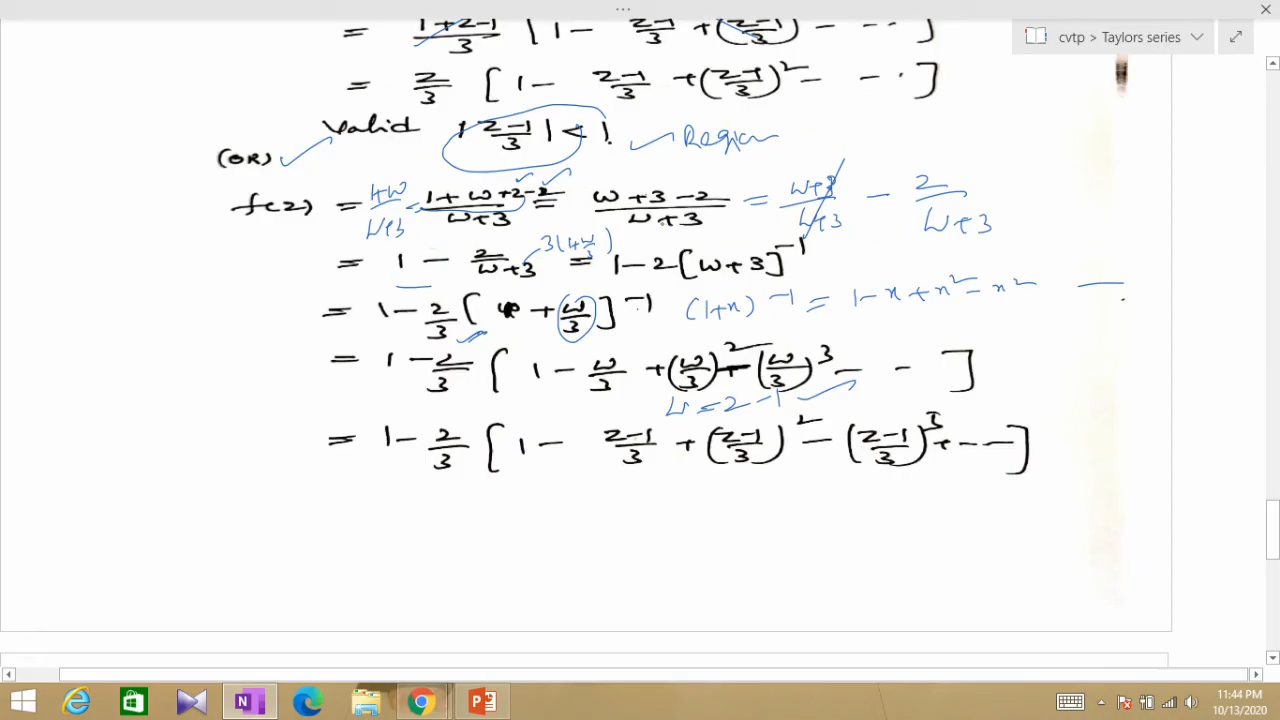 cvtp > Taylors series
= (1+z-1)/3 [1 - (z-1)/3 + ((z-1)/3) - - - ]
= z/3 [1 - (z-1)/3 + ((z-1)/3)² - - - ]
Valid |(z-1)/3| < 1. Region
(OR)
f(z) = (1+w)/(w+3) = (1+w+2-2)/(w+3) = (w+3-2)/(w+3) = (w+3)/(w+3) - 2/(w+3)
= 1 - 2/(w+3) = 1-2[w+3]⁻¹
= 1 - 2/3 [1 + w/3]⁻¹ (1+x)⁻¹ = 1-x+x²-x²
= 1 - 2/3 [1 - w/3 + (w/3)² - (w/3)³ - - ]
w = z-1
= 1 - 2/3 [1 - (z-1)/3 + ((z-1)/3)² - ((z-1)/3)³ + - - ]
11:44 PM
10/13/2020